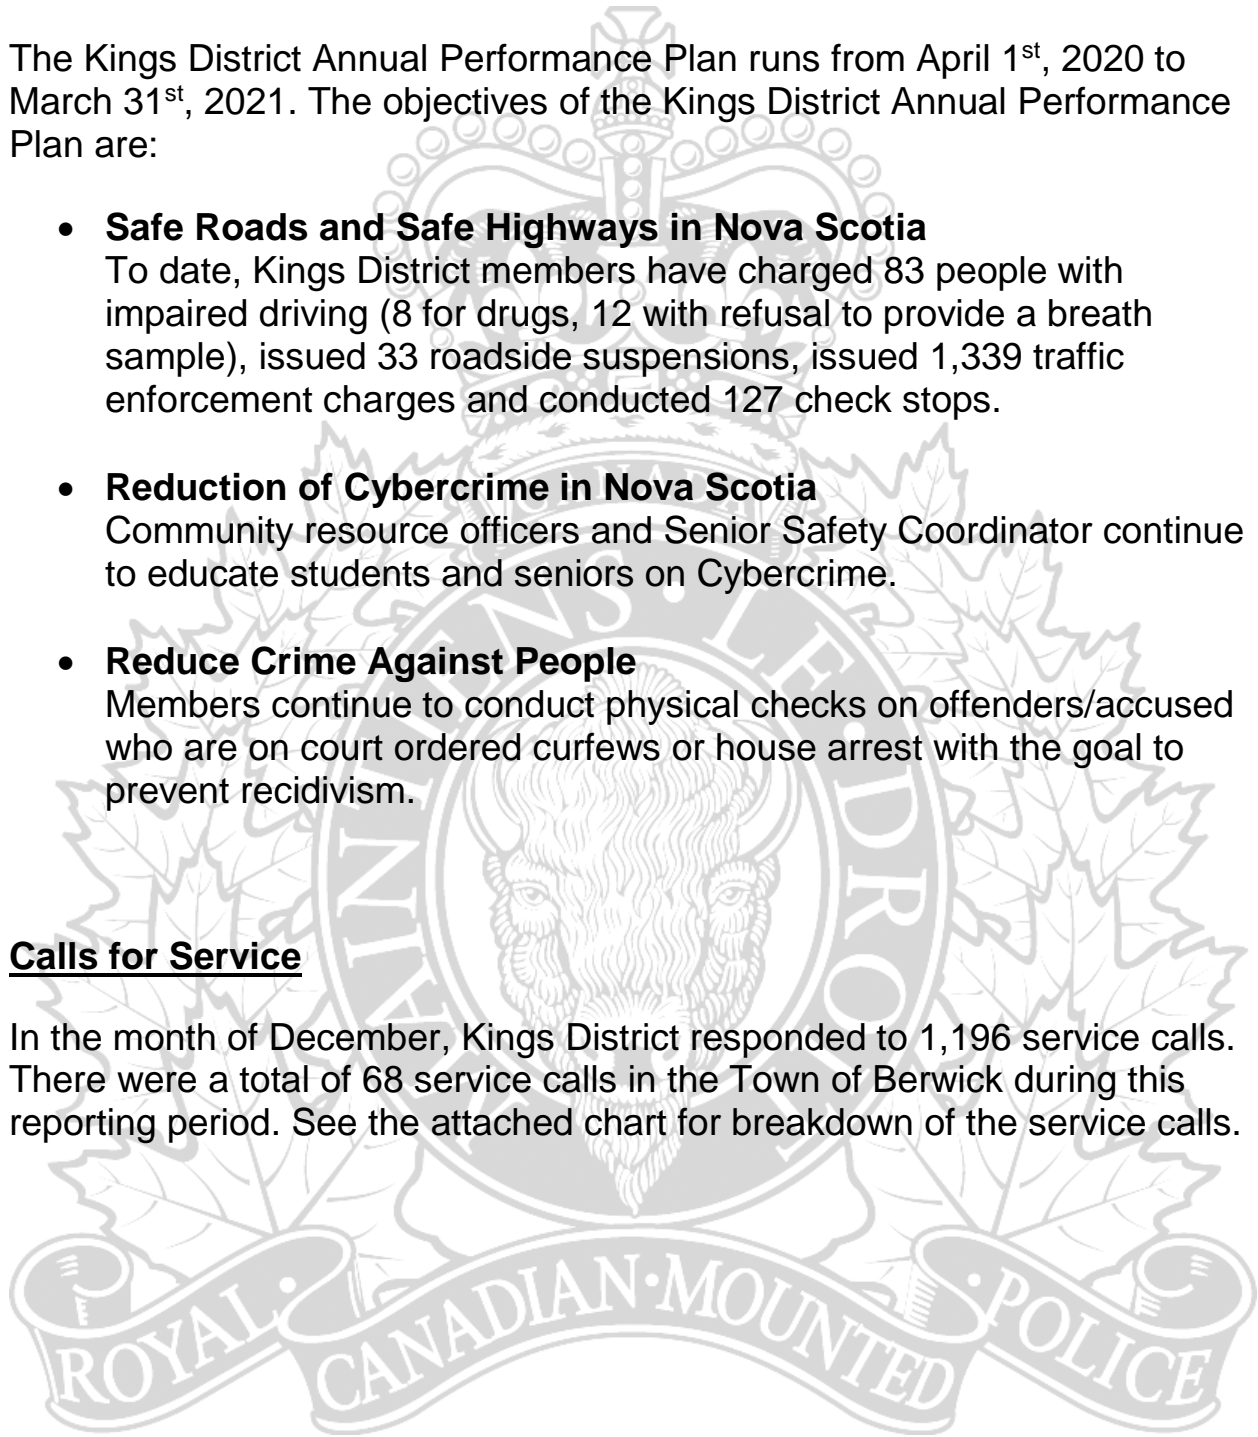 The Kings District Annual Performance Plan runs from April 1st, 2020 to
March 31st, 2021. The objectives of the Kings District Annual Performance
Plan are:
• Safe Roads and Safe Highways in Nova Scotia
To date, Kings District members have charged 83 people with
impaired driving (8 for drugs, 12 with refusal to provide a breath
sample), issued 33 roadside suspensions, issued 1,339 traffic
enforcement charges and conducted 127 check stops.
• Reduction of Cybercrime in Nova Scotia
Community resource officers and Senior Safety Coordinator continue
to educate students and seniors on Cybercrime.
• Reduce Crime Against People
Members continue to conduct physical checks on offenders/accused
who are on court ordered curfews or house arrest with the goal to
prevent recidivism.
Calls for Service
In the month of December, Kings District responded to 1,196 service calls.
There were a total of 68 service calls in the Town of Berwick during this
reporting period. See the attached chart for breakdown of the service calls.
CANADA
MAINTIENS LE DROIT
ROYAL · CANADIAN · MOUNTED · POLICE